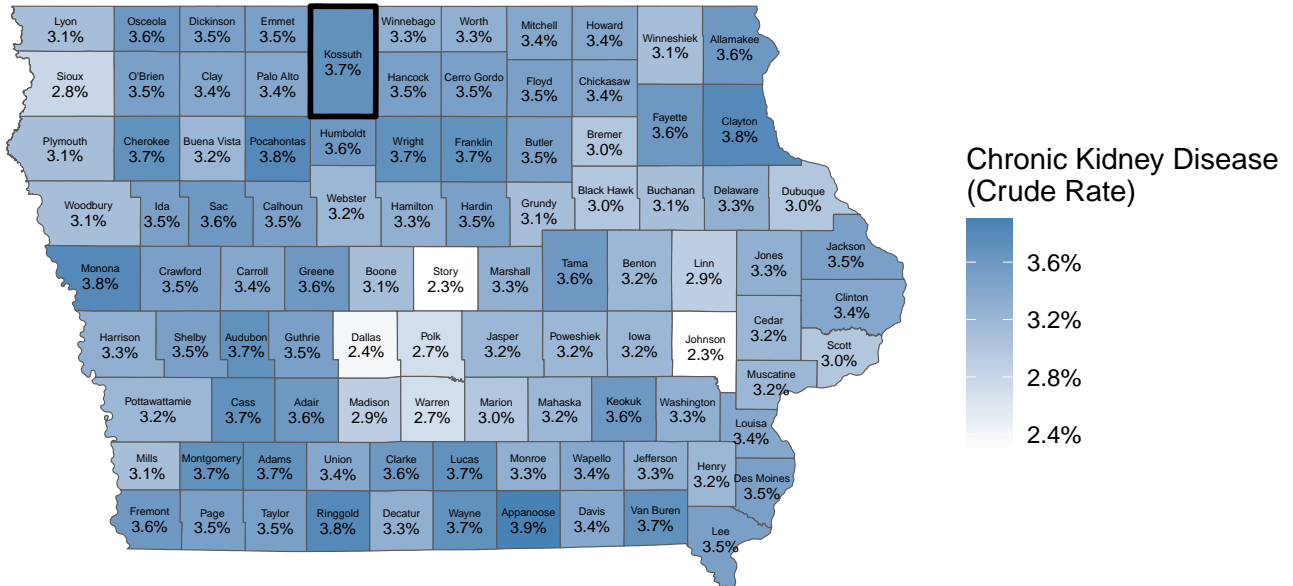 Lyon
3.1%
Osceola
3.6%
Dickinson
3.5%
Emmet
3.5%
Kossuth
3.7%
Winnebago
3.3%
Worth
3.3%
Mitchell
3.4%
Howard
3.4%
Winneshiek
3.1%
Allamakee
3.6%
Sioux
2.8%
O'Brien
3.5%
Clay
3.4%
Palo Alto
3.4%
Hancock
3.5%
Cerro Gordo
3.5%
Floyd
3.5%
Chickasaw
3.4%
Fayette
3.6%
Clayton
3.8%
Plymouth
3.1%
Cherokee
3.7%
Buena Vista
3.2%
Pocahontas
3.8%
Humboldt
3.6%
Wright
3.7%
Franklin
3.7%
Butler
3.5%
Bremer
3.0%
Woodbury
3.1%
Ida
3.5%
Sac
3.6%
Calhoun
3.5%
Webster
3.2%
Hamilton
3.3%
Hardin
3.5%
Grundy
3.1%
Black Hawk
3.0%
Buchanan
3.1%
Delaware
3.3%
Dubuque
3.0%
Monona
3.8%
Crawford
3.5%
Carroll
3.4%
Greene
3.6%
Boone
3.1%
Story
2.3%
Marshall
3.3%
Tama
3.6%
Benton
3.2%
Linn
2.9%
Jones
3.3%
Jackson
3.5%
Clinton
3.4%
Harrison
3.3%
Shelby
3.5%
Audubon
3.7%
Guthrie
3.5%
Dallas
2.4%
Polk
2.7%
Jasper
3.2%
Poweshiek
3.2%
Iowa
3.2%
Johnson
2.3%
Cedar
3.2%
Scott
3.0%
Muscatine
3.2%
Pottawattamie
3.2%
Cass
3.7%
Adair
3.6%
Madison
2.9%
Warren
2.7%
Marion
3.0%
Mahaska
3.2%
Keokuk
3.6%
Washington
3.3%
Louisa
3.4%
Mills
3.1%
Montgomery
3.7%
Adams
3.7%
Union
3.4%
Clarke
3.6%
Lucas
3.7%
Monroe
3.3%
Wapello
3.4%
Jefferson
3.3%
Henry
3.2%
Des Moines
3.5%
Fremont
3.6%
Page
3.5%
Taylor
3.5%
Ringgold
3.8%
Decatur
3.3%
Wayne
3.7%
Appanoose
3.9%
Davis
3.4%
Van Buren
3.7%
Lee
3.5%
Chronic Kidney Disease
(Crude Rate)
3.6%
3.2%
2.8%
2.4%